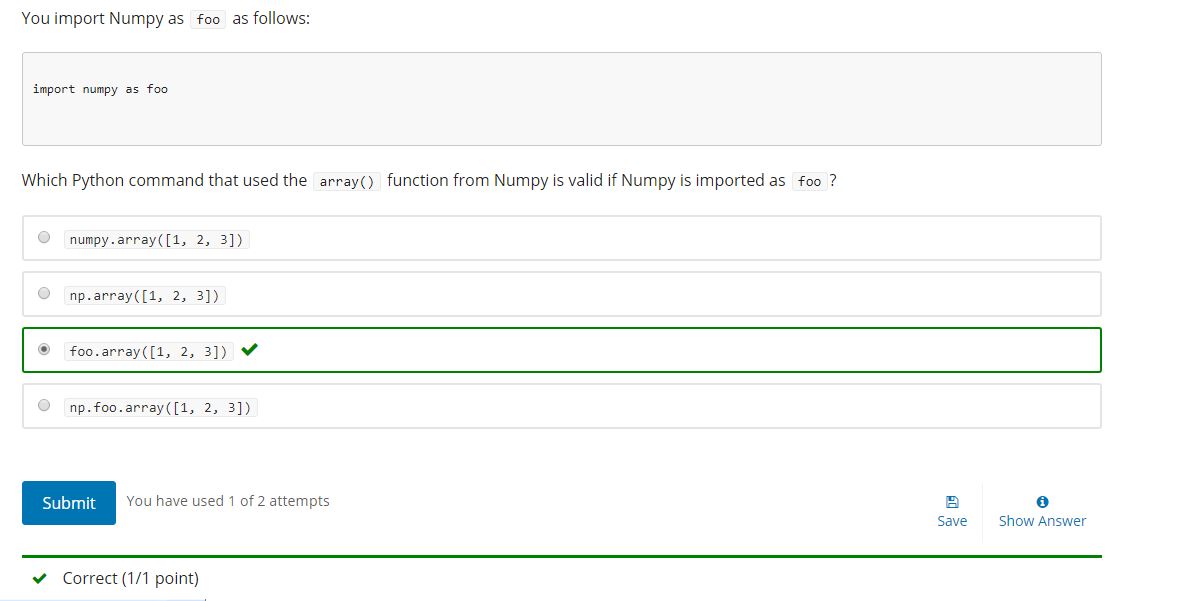 You import Numpy as foo as follows:
import numpy as foo
Which Python command that used the array() function from Numpy is valid if Numpy is imported as foo ?
numpy.array([1, 2, 3])
np.array([1, 2, 3])
foo.array([1, 2, 3])
np.foo.array([1, 2, 3])
Submit You have used 1 of 2 attempts
Save Show Answer
Correct (1/1 point)